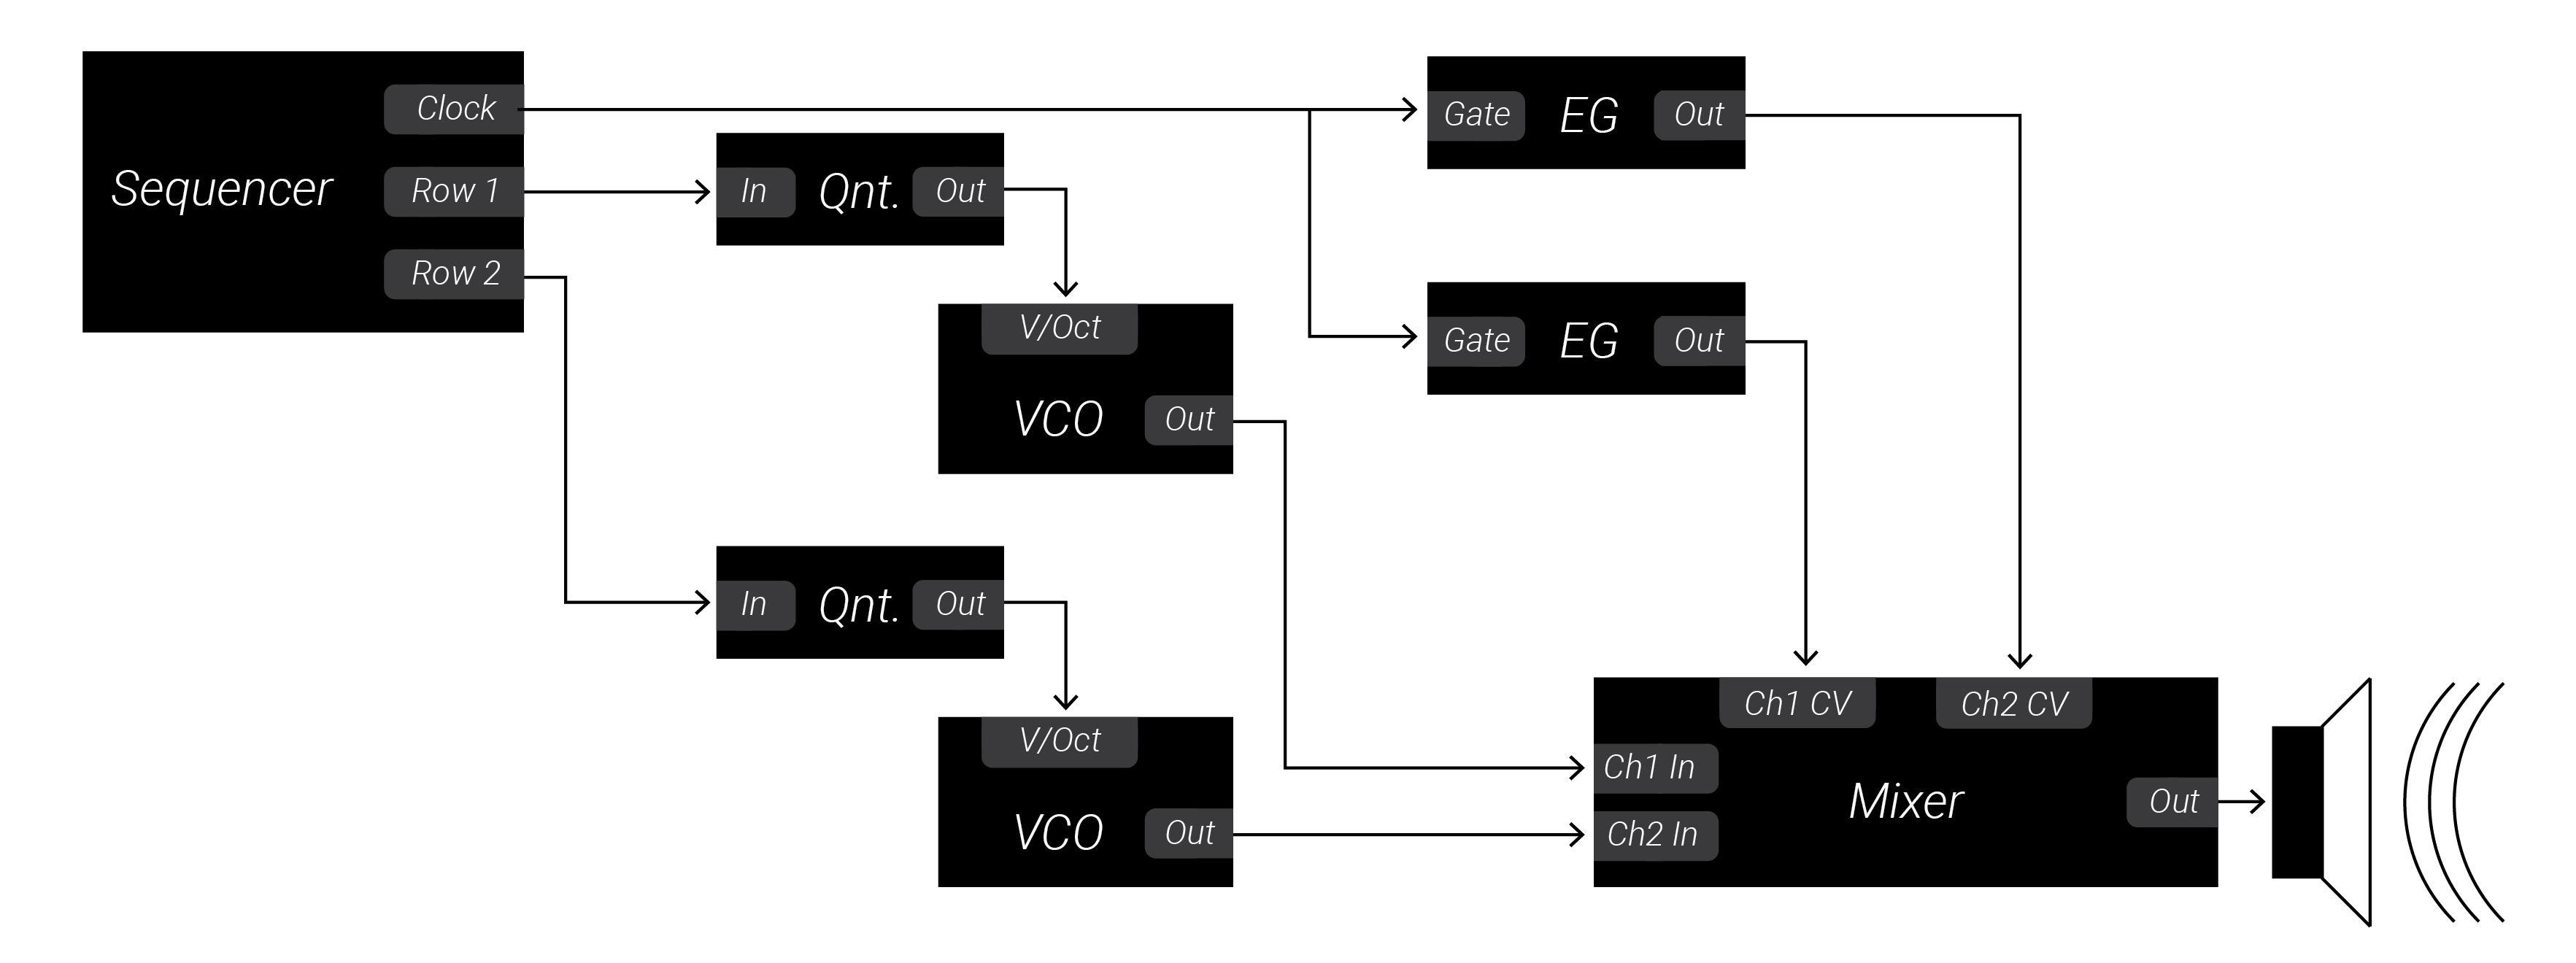 Clock
Sequencer
Row 1
Row 2
In
Qnt.
Out
V/Oct
VCO
Out
Gate
EG
Out
Gate
EG
Out
In
Qnt.
Out
V/Oct
VCO
Out
Ch1 CV
Ch2 CV
Ch1 In
Ch2 In
Mixer
Out